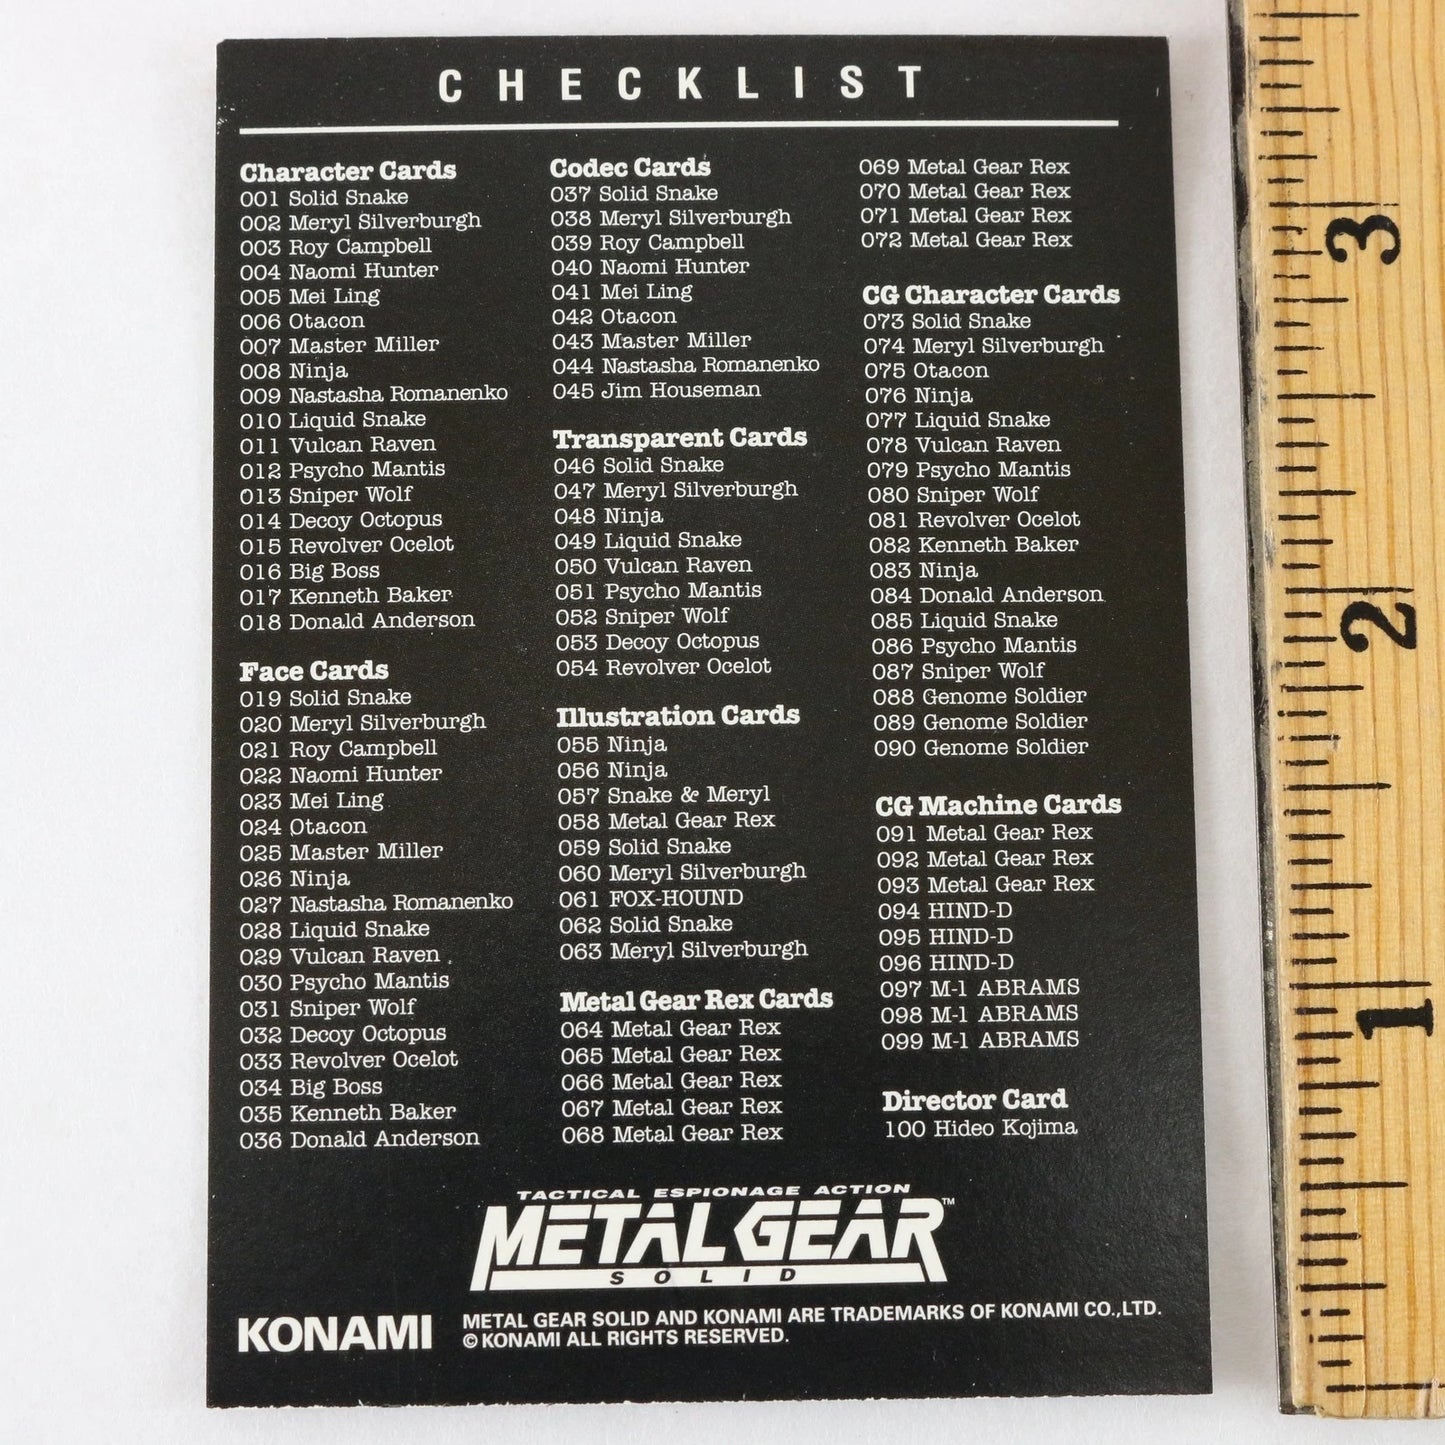 CHECKLIST
Character Cards
001 Solid Snake
002 Meryl Silverburgh
003 Roy Campbell
004 Naomi Hunter
005 Mei Ling
006 Otacon
007 Master Miller
008 Ninja
009 Nastasha Romanenko
010 Liquid Snake
011 Vulcan Raven
012 Psycho Mantis
013 Sniper Wolf
014 Decoy Octopus
015 Revolver Ocelot
016 Big Boss
017 Kenneth Baker
018 Donald Anderson
Face Cards
019 Solid Snake
020 Meryl Silverburgh
021 Roy Campbell
022 Naomi Hunter
023 Mei Ling
024 Otacon
025 Master Miller
026 Ninja
027 Nastasha Romanenko
028 Liquid Snake
029 Vulcan Raven
030 Psycho Mantis
031 Sniper Wolf
032 Decoy Octopus
033 Revolver Ocelot
034 Big Boss
035 Kenneth Baker
036 Donald Anderson
Codec Cards
037 Solid Snake
038 Meryl Silverburgh
039 Roy Campbell
040 Naomi Hunter
041 Mei Ling
042 Otacon
043 Master Miller
044 Nastasha Romanenko
045 Jim Houseman
Transparent Cards
046 Solid Snake
047 Meryl Silverburgh
048 Ninja
049 Liquid Snake
050 Vulcan Raven
051 Psycho Mantis
052 Sniper Wolf
053 Decoy Octopus
054 Revolver Ocelot
Illustration Cards
055 Ninja
056 Ninja
057 Snake & Meryl
058 Metal Gear Rex
059 Solid Snake
060 Meryl Silverburgh
061 FOX-HOUND
062 Solid Snake
063 Meryl Silverburgh
Metal Gear Rex Cards
064 Metal Gear Rex
065 Metal Gear Rex
066 Metal Gear Rex
067 Metal Gear Rex
068 Metal Gear Rex
069 Metal Gear Rex
070 Metal Gear Rex
071 Metal Gear Rex
072 Metal Gear Rex
CG Character Cards
073 Solid Snake
074 Meryl Silverburgh
075 Otacon
076 Ninja
077 Liquid Snake
078 Vulcan Raven
079 Psycho Mantis
080 Sniper Wolf
081 Revolver Ocelot
082 Kenneth Baker
083 Ninja
084 Donald Anderson
085 Liquid Snake
086 Psycho Mantis
087 Sniper Wolf
088 Genome Soldier
089 Genome Soldier
090 Genome Soldier
CG Machine Cards
091 Metal Gear Rex
092 Metal Gear Rex
093 Metal Gear Rex
094 HIND-D
095 HIND-D
096 HIND-D
097 M-1 ABRAMS
098 M-1 ABRAMS
099 M-1 ABRAMS
Director Card
100 Hideo Kojima
TACTICAL ESPIONAGE ACTION
METAL GEAR™
SOLID
KONAMI
METAL GEAR SOLID AND KONAMI ARE TRADEMARKS OF KONAMI CO.,LTD.
© KONAMI ALL RIGHTS RESERVED.
3
2
1